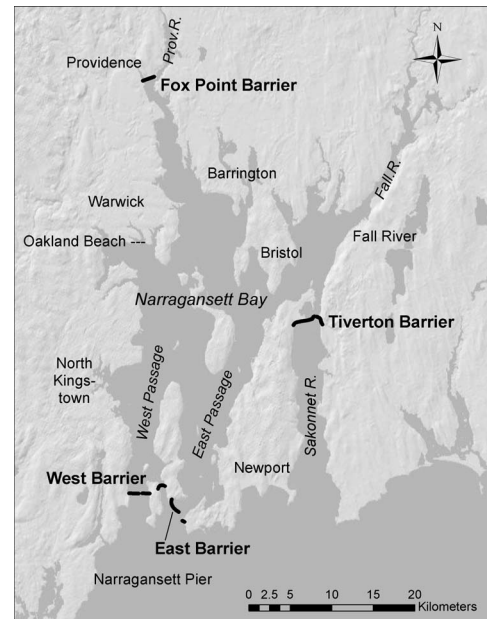 Prov.R.
N
Providence
Fox Point Barrier
Barrington
Fall.R.
Warwick
Oakland Beach ---
Fall River
Bristol
Narragansett Bay
Tiverton Barrier
North
Kings-
town
West Passage
East Passage
Sakonnet R.
Newport
West Barrier
East Barrier
Narragansett Pier
0 2.5 5 10 15 20
Kilometers